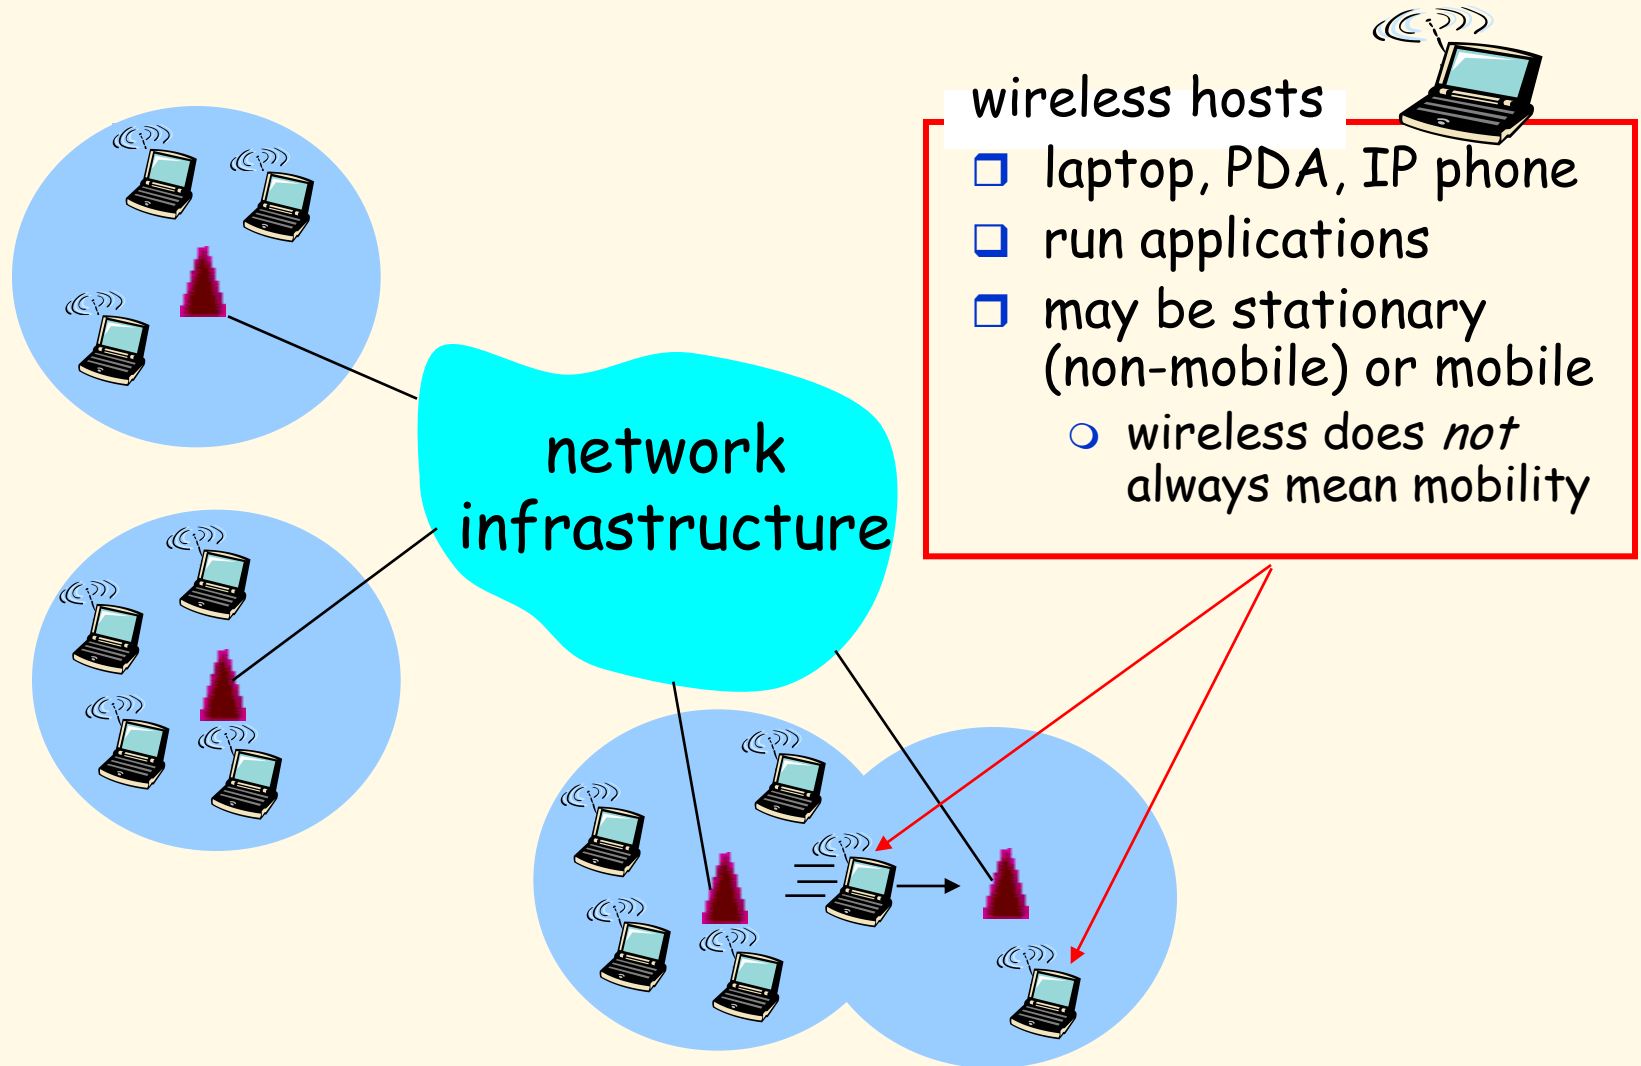 wireless hosts
laptop, PDA, IP phone
run applications
may be stationary
(non-mobile) or mobile
wireless does not
always mean mobility
network
infrastructure